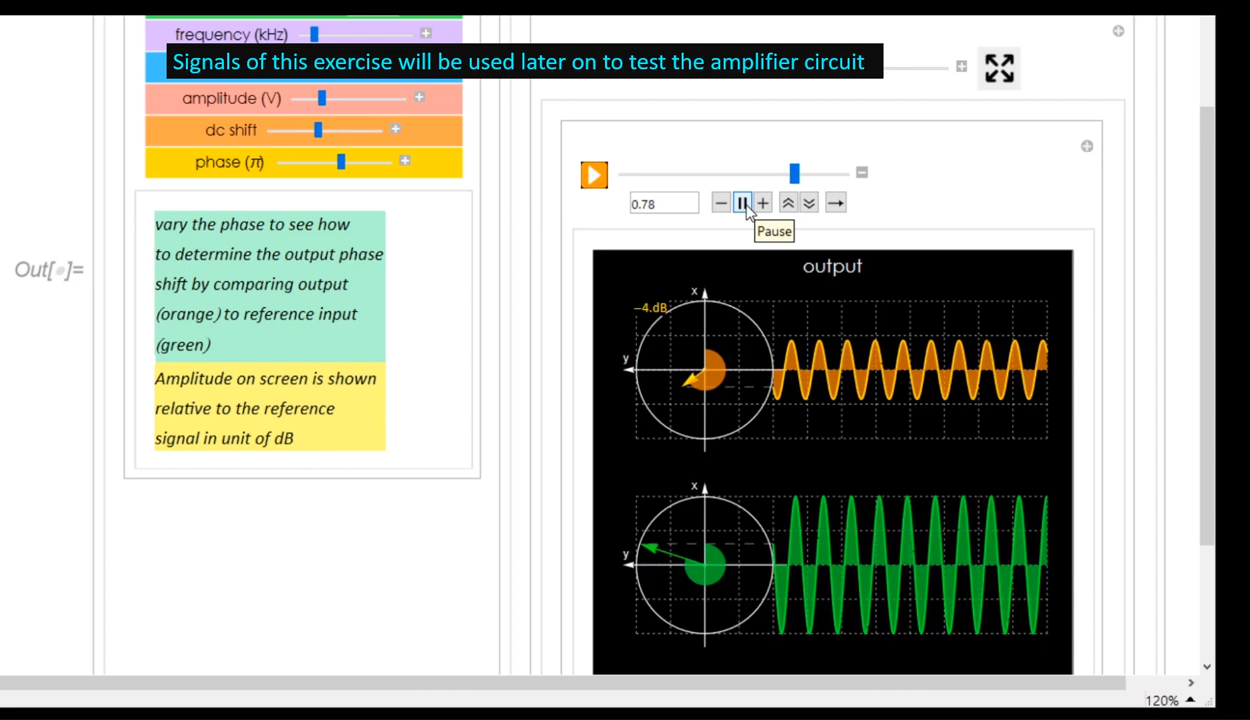 frequency (kHz)
Signals of this exercise will be used later on to test the amplifier circuit
amplitude (V)
dc shift
phase (π)
vary the phase to see how
to determine the output phase
shift by comparing output
(orange) to reference input
(green)
Amplitude on screen is shown
relative to the reference
signal in unit of dB
Out[ ]=
0.78
Pause
output
x
−4.dB
y
x
y
120%